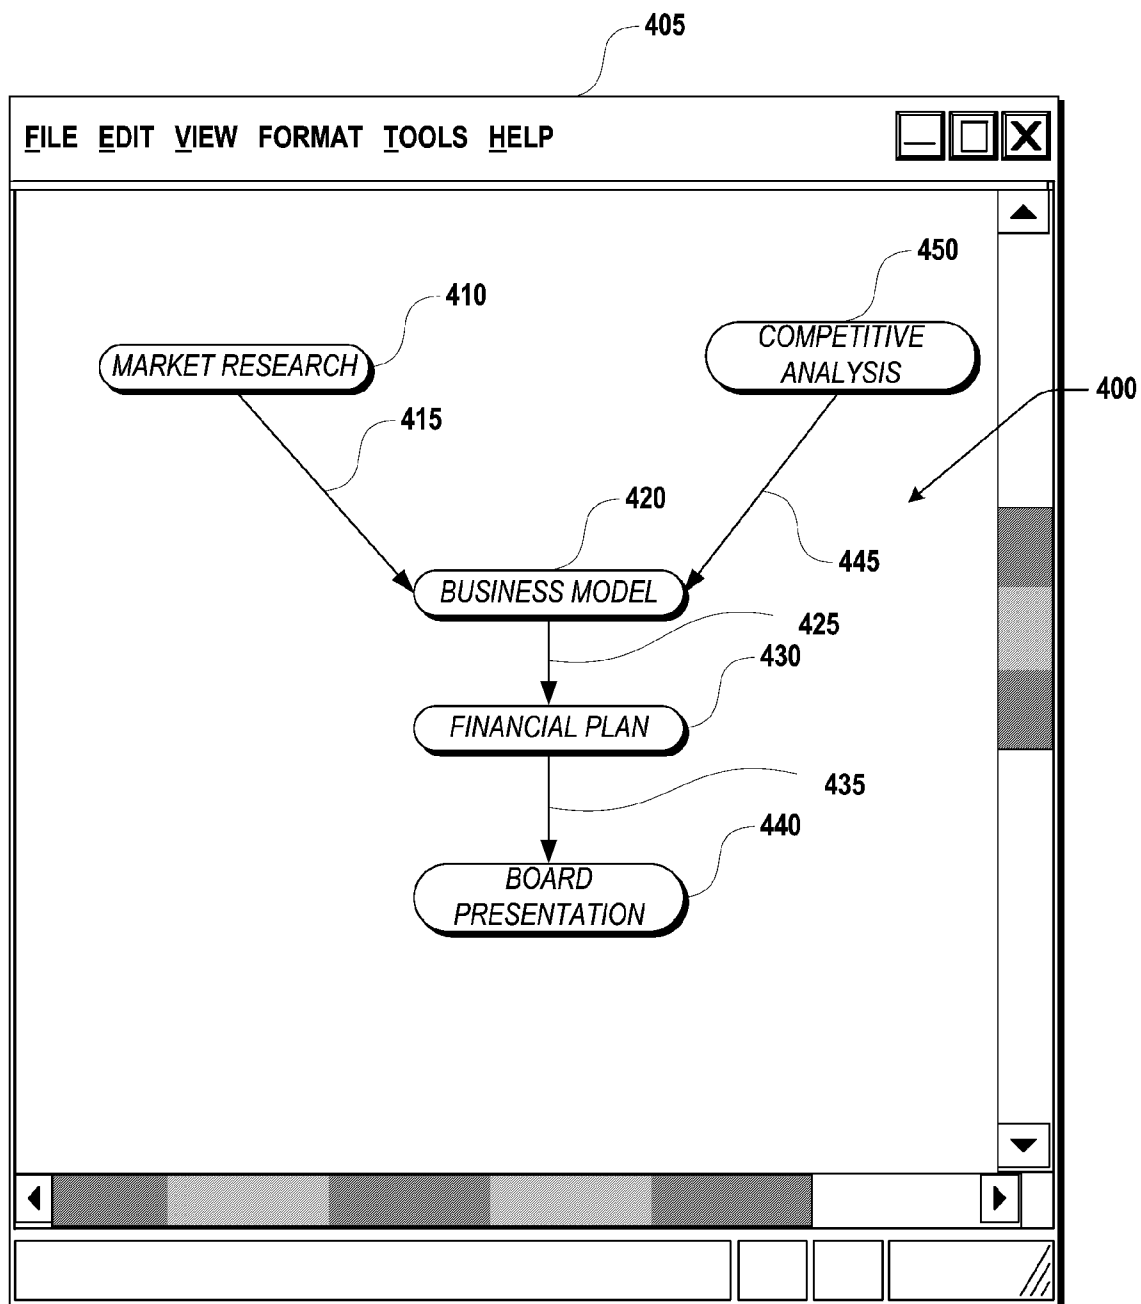 405
FILE EDIT VIEW FORMAT TOOLS HELP
450
410
MARKET RESEARCH
COMPETITIVE
ANALYSIS
400
415
420
445
BUSINESS MODEL
425
430
FINANCIAL PLAN
435
440
BOARD
PRESENTATION